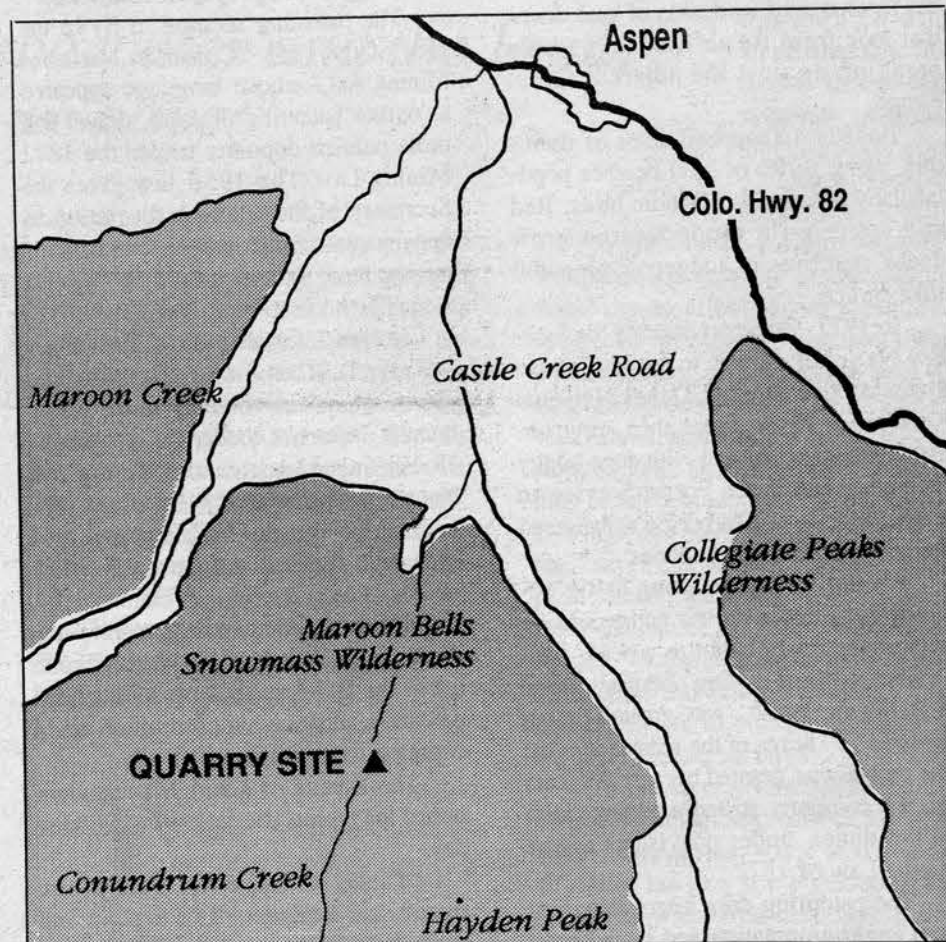 Aspen
Colo. Hwy. 82
Maroon Creek
Castle Creek Road
Collegiate Peaks
Wilderness
Maroon Bells
Snowmass Wilderness
QUARRY SITE
Conundrum Creek
Hayden Peak